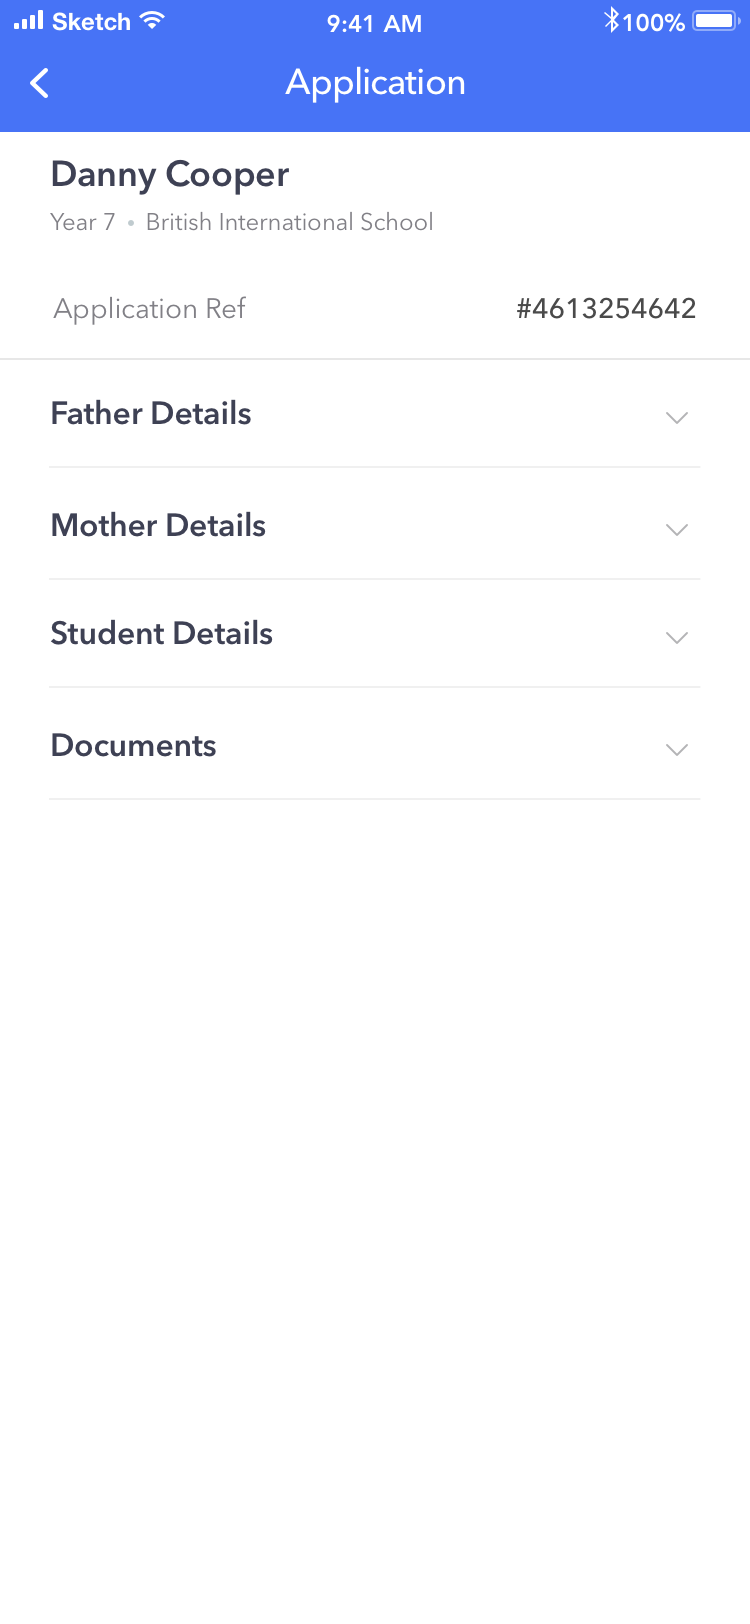 Sketch 9:41 AM 100%
Application
Danny Cooper
Year 7 • British International School
Application Ref #4613254642
Father Details
Mother Details
Student Details
Documents